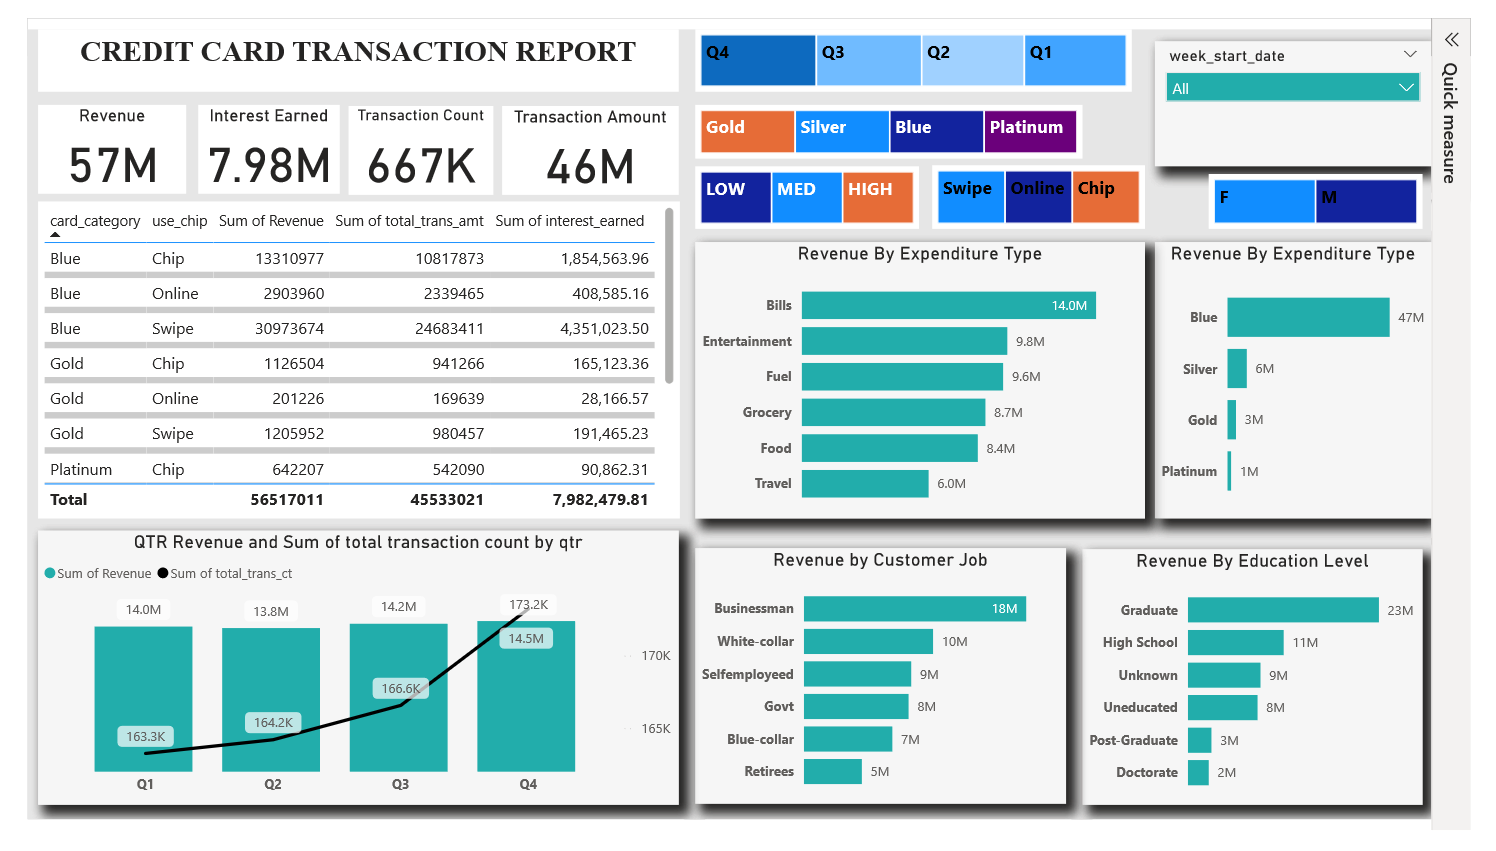 CREDIT CARD TRANSACTION REPORT
Q4 Q3 Q2 Q1
week_start_date
All
Quick measure
Revenue
57M
Interest Earned
7.98M
Transaction Count
667K
Transaction Amount
46M
Gold Silver Blue Platinum
LOW MED HIGH
Swipe Online Chip
F M
card_category use_chip Sum of Revenue Sum of total_trans_amt Sum of interest_earned
Blue Chip 13310977 10817873 1,854,563.96
Blue Online 2903960 2339465 408,585.16
Blue Swipe 30973674 24683411 4,351,023.50
Gold Chip 1126504 941266 165,123.36
Gold Online 201226 169639 28,166.57
Gold Swipe 1205952 980457 191,465.23
Platinum Chip 642207 542090 90,862.31
Total 56517011 45533021 7,982,479.81
Revenue By Expenditure Type
Bills 14.0M
Entertainment 9.8M
Fuel 9.6M
Grocery 8.7M
Food 8.4M
Travel 6.0M
Revenue By Expenditure Type
Blue 47M
Silver 6M
Gold 3M
Platinum 1M
QTR Revenue and Sum of total transaction count by qtr
Sum of Revenue Sum of total_trans_ct
14.0M 13.8M 14.2M 173.2K
14.5M
170K
166.6K
165K
164.2K
163.3K
Q1 Q2 Q3 Q4
Revenue by Customer Job
Businessman 18M
White-collar 10M
Selfemployeed 9M
Govt 8M
Blue-collar 7M
Retirees 5M
Revenue By Education Level
Graduate 23M
High School 11M
Unknown 9M
Uneducated 8M
Post-Graduate 3M
Doctorate 2M